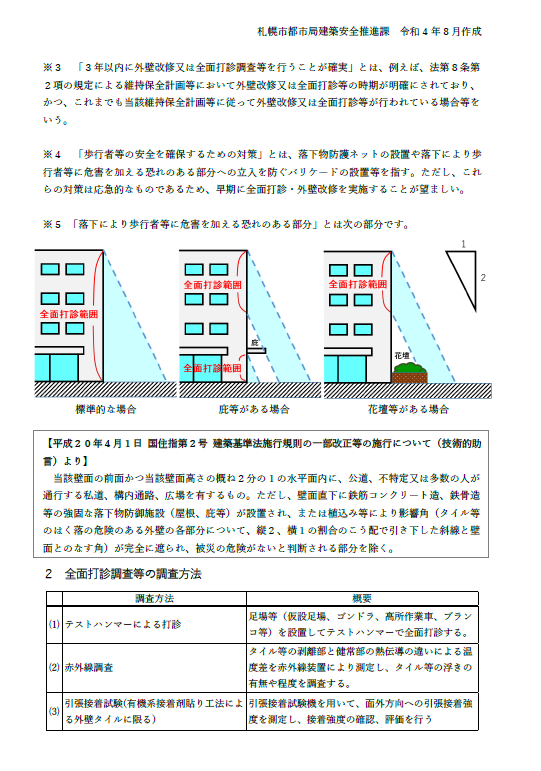 札幌市都市局建築安全推進課　令和４年８月作成
※３　「３年以内に外壁改修又は全面打診調査等を行うことが確実」とは、例えば、法第８条第
２項の規定による維持保全計画等において外壁改修又は全面打診等の時期が明確にされており、
かつ、これまでも当該維持保全計画等に従って外壁改修又は全面打診等が行われている場合等を
いう。
※４　「歩行者等の安全を確保するための対策」とは、落下物防護ネットの設置や落下により歩
行者等に危害を加える恐れのある部分への立入を防ぐバリケードの設置等を指す。ただし、これ
らの対策は応急的なものであるため、早期に全面打診・外壁改修を実施することが望ましい。
※５　「落下により歩行者等に危害を加える恐れのある部分」とは次の部分です。
全面打診範囲
標準的な場合
全面打診範囲
庇
全面打診範囲
庇等がある場合
全面打診範囲
花壇
花壇等がある場合
1
2
【平成２０年４月１日 国住指第２号 建築基準法施行規則の一部改正等の施行について（技術的助
言）より】
当該壁面の前面かつ当該壁面高さの概ね２分の１の水平面内に、公道、不特定又は多数の人が
通行する私道、構内通路、広場を有するもの。ただし、壁面直下に鉄筋コンクリート造、鉄骨造
等の強固な落下物防御施設（屋根、庇等）が設置され、または植込み等により影響角（タイル等
のはく落の危険のある外壁の各部分について、縦２、横１の割合のこう配で引き下した斜線と壁
面とのなす角）が完全に遮られ、被災の危険がないと判断される部分を除く。
２　全面打診調査等の調査方法
調査方法　概要
⑴　テストハンマーによる打診　足場等（仮設足場、ゴンドラ、高所作業車、ブラン
コ等）を設置してテストハンマーで全面打診する。
⑵　赤外線調査　タイル等の剥離部と健常部の熱伝導の違いによる温
度差を赤外線装置により測定し、タイル等の浮きの
有無や程度を調査する。
⑶　引張接着試験(有機系接着剤貼り工法によ
る外壁タイルに限る)　引張接着試験機を用いて、面外方向への引張接着強
度を測定し、接着強度の確認、評価を行う